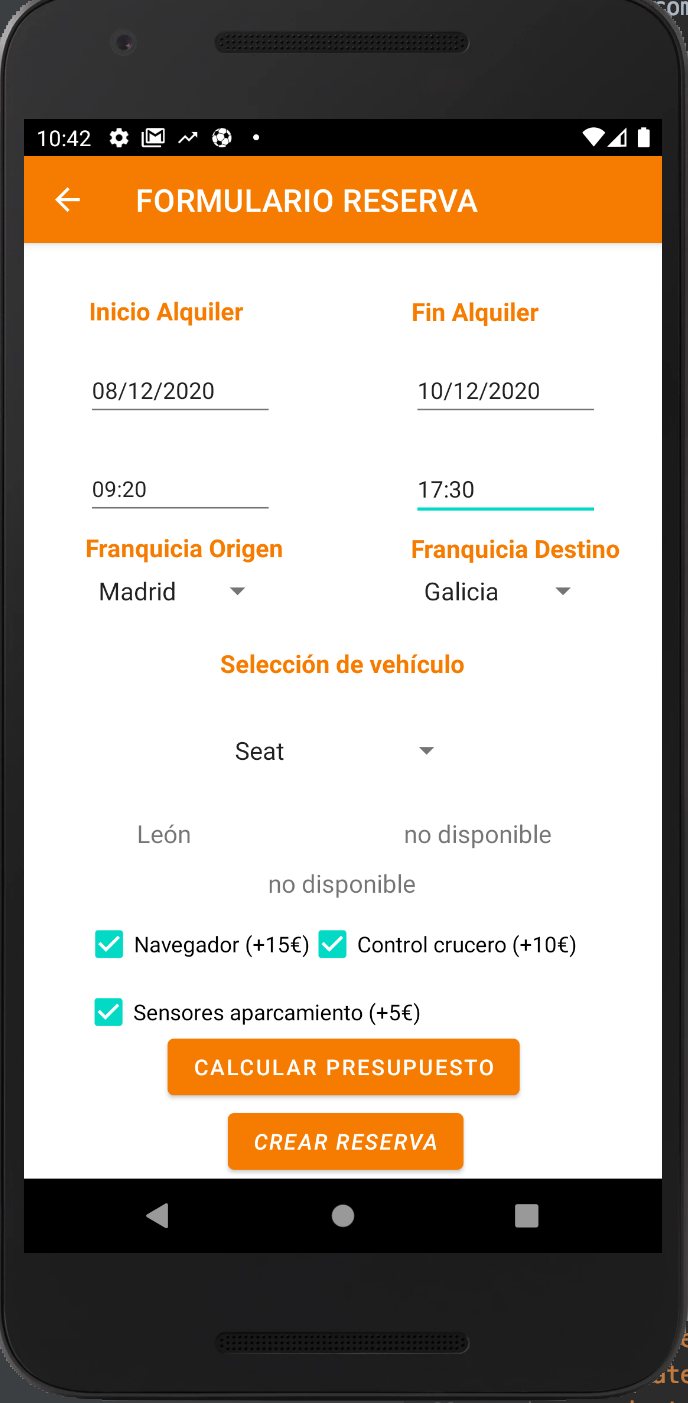 10:42
FORMULARIO RESERVA
Inicio Alquiler
Fin Alquiler
08/12/2020
10/12/2020
09:20
17:30
Franquicia Origen
Franquicia Destino
Madrid
Galicia
Selección de vehículo
Seat
León
no disponible
no disponible
Navegador (+15€)
Control crucero (+10€)
Sensores aparcamiento (+5€)
CALCULAR PRESUPUESTO
CREAR RESERVA